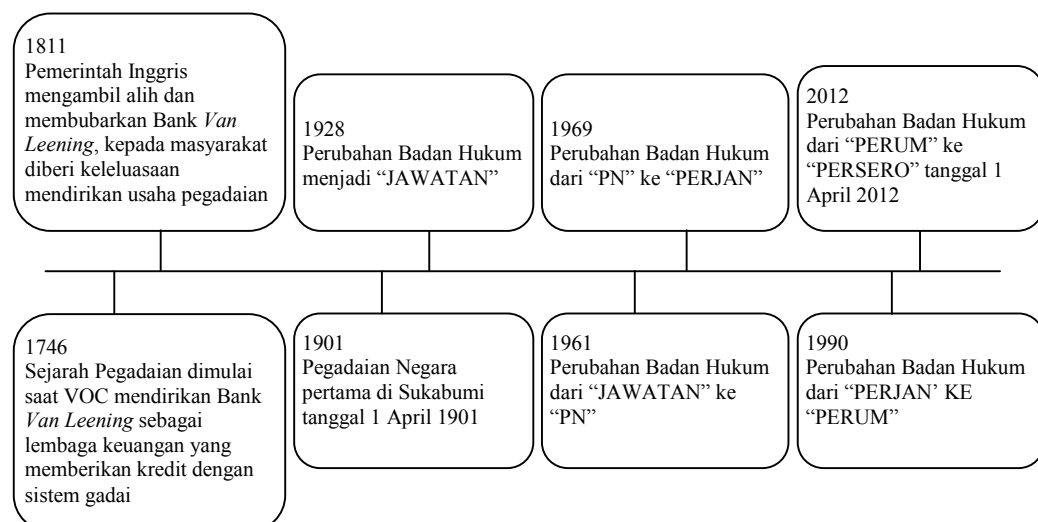 1811
Pemerintah Inggris
mengambil alih dan
membubarkan Bank Van
Leening, kepada masyarakat
diberi keleluasaan
mendirikan usaha pegadaian
1928
Perubahan Badan Hukum
menjadi “JAWATAN”
1969
Perubahan Badan Hukum
dari “PN” ke “PERJAN”
2012
Perubahan Badan Hukum
dari “PERUM” ke
“PERSERO” tanggal 1
April 2012
1746
Sejarah Pegadaian dimulai
saat VOC mendirikan Bank
Van Leening sebagai
lembaga keuangan yang
memberikan kredit dengan
sistem gadai
1901
Pegadaian Negara
pertama di Sukabumi
tanggal 1 April 1901
1961
Perubahan Badan Hukum
dari “JAWATAN” ke
“PN”
1990
Perubahan Badan Hukum
dari “PERJAN’ KE
“PERUM”